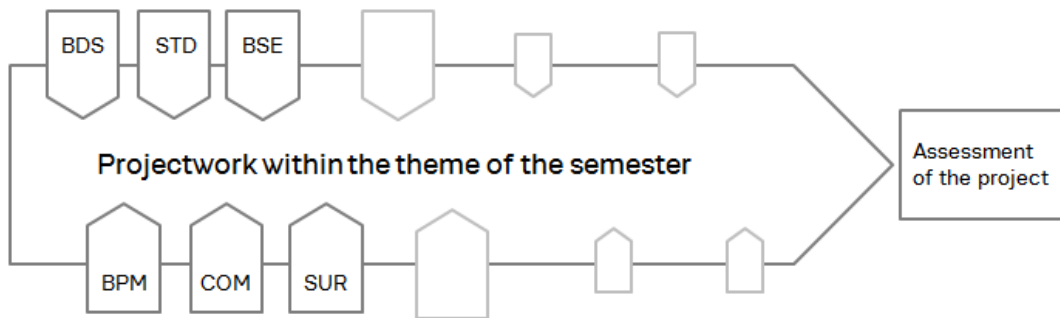 BDS
STD
BSE
Projectwork within the theme of the semester
Assessment
of the project
BPM
COM
SUR